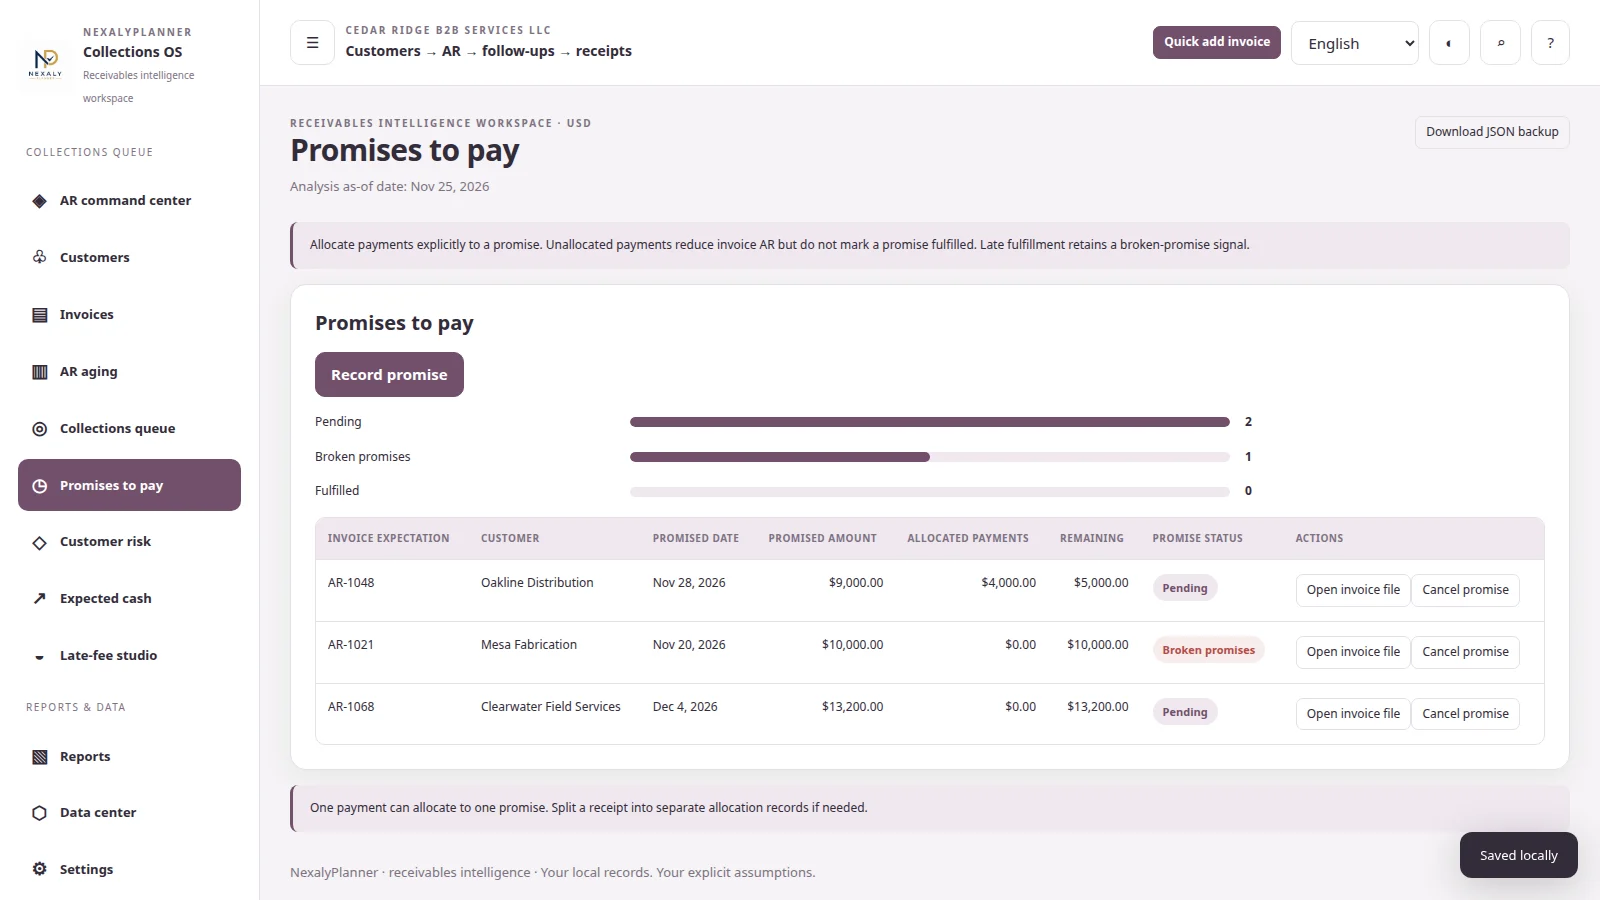 NEXALYPLANNER
Collections OS
Receivables intelligence
workspace
NEXALY
COLLECTIONS QUEUE
AR command center
Customers
Invoices
AR aging
Collections queue
Promises to pay
Customer risk
Expected cash
Late-fee studio
REPORTS & DATA
Reports
Data center
Settings
CEDAR RIDGE B2B SERVICES LLC
Customers → AR → follow-ups → receipts
Quick add invoice
English
?
RECEIVABLES INTELLIGENCE WORKSPACE · USD
Promises to pay
Analysis as-of date: Nov 25, 2026
Download JSON backup
Allocate payments explicitly to a promise. Unallocated payments reduce invoice AR but do not mark a promise fulfilled. Late fulfillment retains a broken-promise signal.
Promises to pay
Record promise
Pending 2
Broken promises 1
Fulfilled 0
INVOICE EXPECTATION CUSTOMER PROMISED DATE PROMISED AMOUNT ALLOCATED PAYMENTS REMAINING PROMISE STATUS ACTIONS
AR-1048 Oakline Distribution Nov 28, 2026 $9,000.00 $4,000.00 $5,000.00 Pending Open invoice file Cancel promise
AR-1021 Mesa Fabrication Nov 20, 2026 $10,000.00 $0.00 $10,000.00 Broken promises Open invoice file Cancel promise
AR-1068 Clearwater Field Services Dec 4, 2026 $13,200.00 $0.00 $13,200.00 Pending Open invoice file Cancel promise
One payment can allocate to one promise. Split a receipt into separate allocation records if needed.
Saved locally
NexalyPlanner · receivables intelligence · Your local records. Your explicit assumptions.